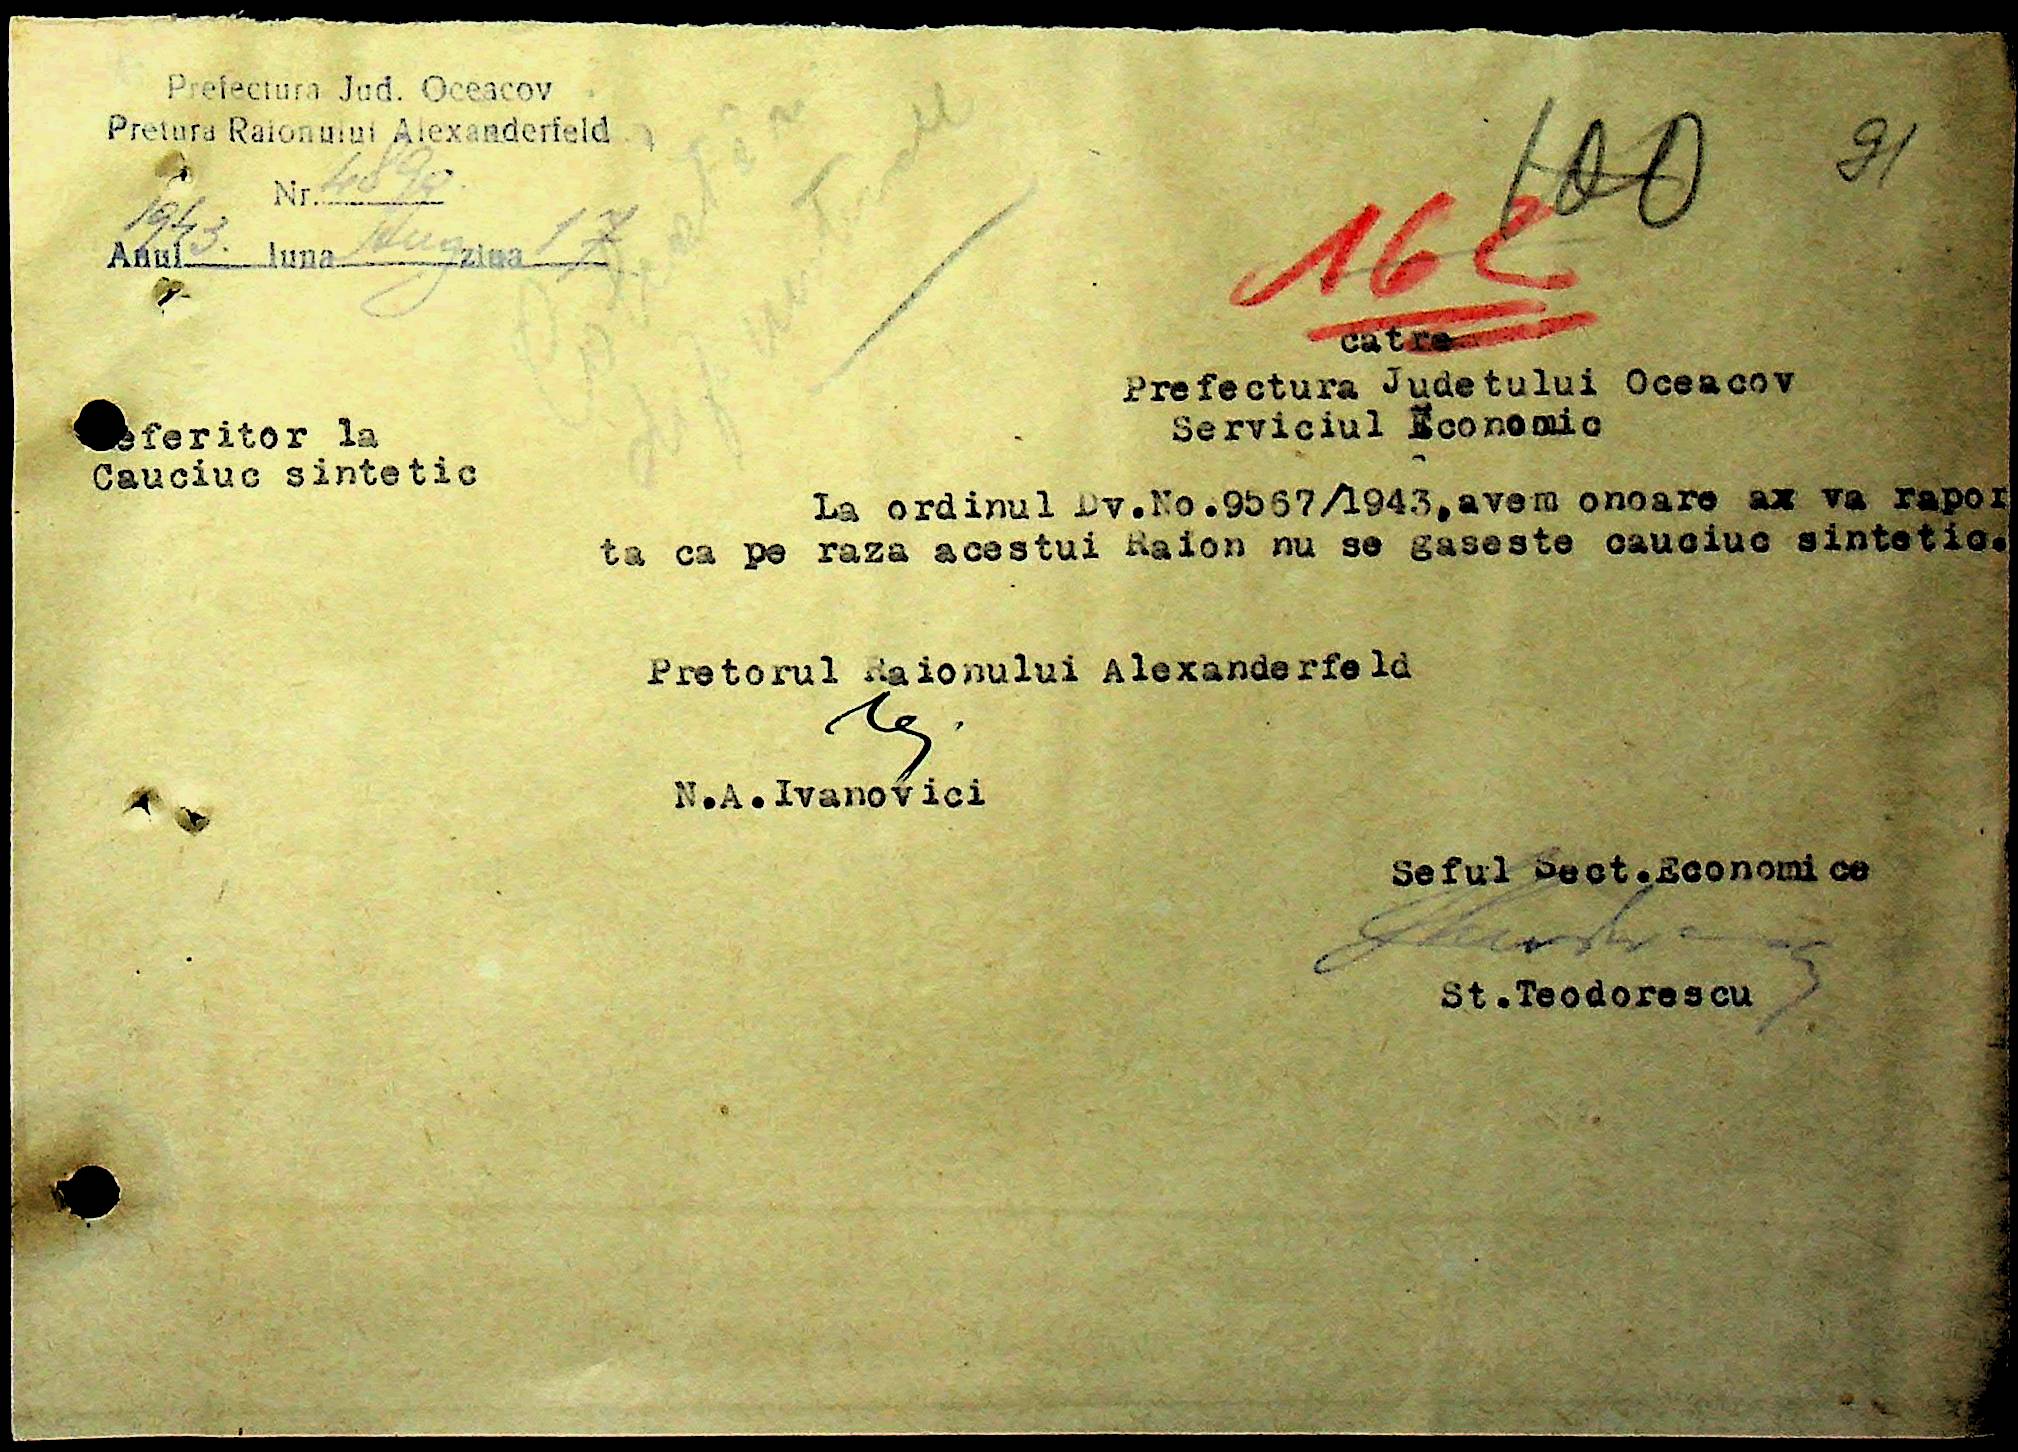 Prefectura Jud. Oceacov
Pretura Raionului Alexanderfeld
Nr.
Anul 1943. luna Aug ziua 17
100
91
162
catre
Prefectura Judetului Oceacov
Serviciul Economic
eferitor la
Cauciuc sintetic
La ordinul Dv.No.9567/1943,avem onoare ax va rapor
ta ca pe raza acestui Raion nu se gaseste cauciuc sintetic.
Pretorul Raionului Alexanderfeld
N.A.Ivanovici
Seful Sect.Economice
St.Teodorescu